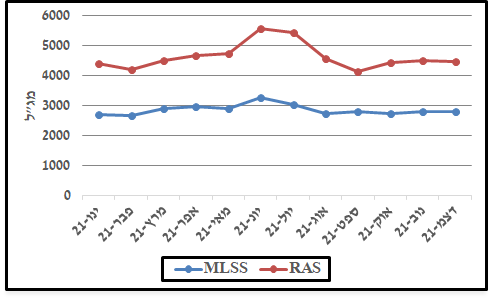 6000
5000
4000
3000
2000
1000
0
מג״ל
ינו-21
פבר-21
מרץ-21
אפר-21
מאי-21
יונ-21
יול-21
אוג-21
ספט-21
אוק-21
נוב-21
דצמ-21
MLSS
RAS